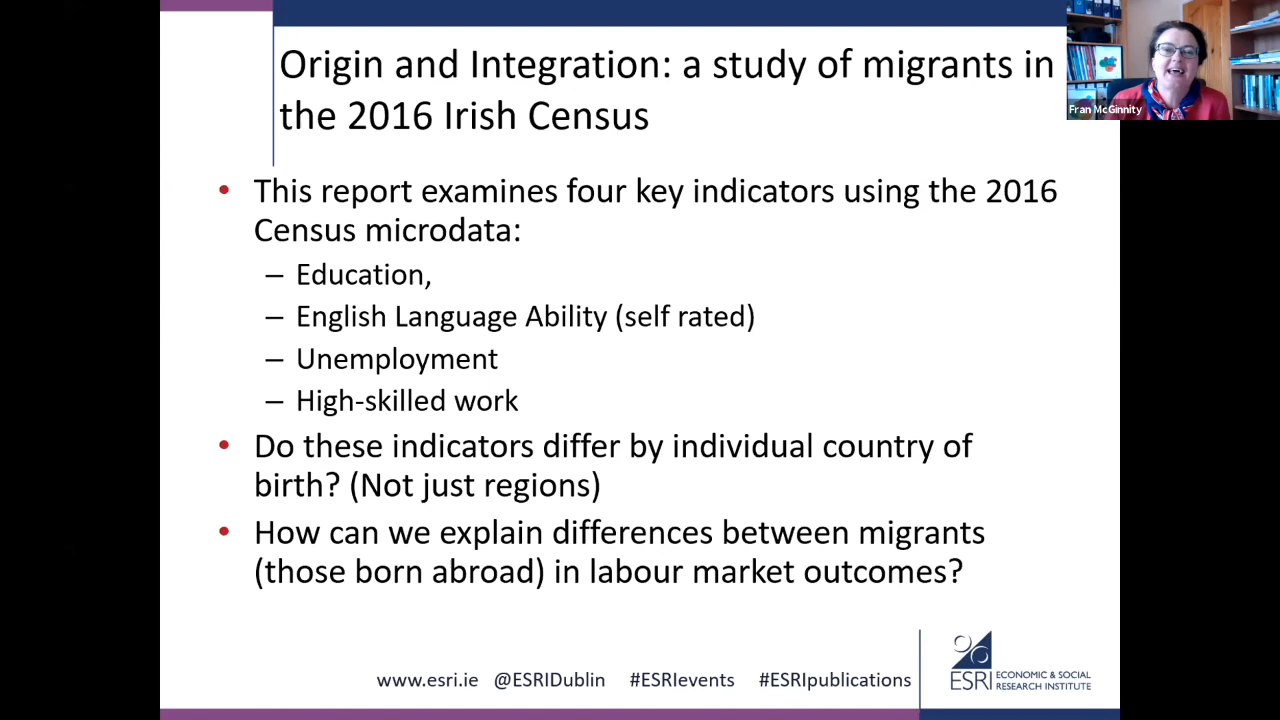 Origin and Integration: a study of migrants in
the 2016 Irish Census
Fran McGinnity
• This report examines four key indicators using the 2016
Census microdata:
– Education,
– English Language Ability (self rated)
– Unemployment
– High-skilled work
• Do these indicators differ by individual country of
birth? (Not just regions)
• How can we explain differences between migrants
(those born abroad) in labour market outcomes?
www.esri.ie @ESRIDublin #ESRIevents #ESRIpublications
ESRI ECONOMIC & SOCIAL
RESEARCH INSTITUTE